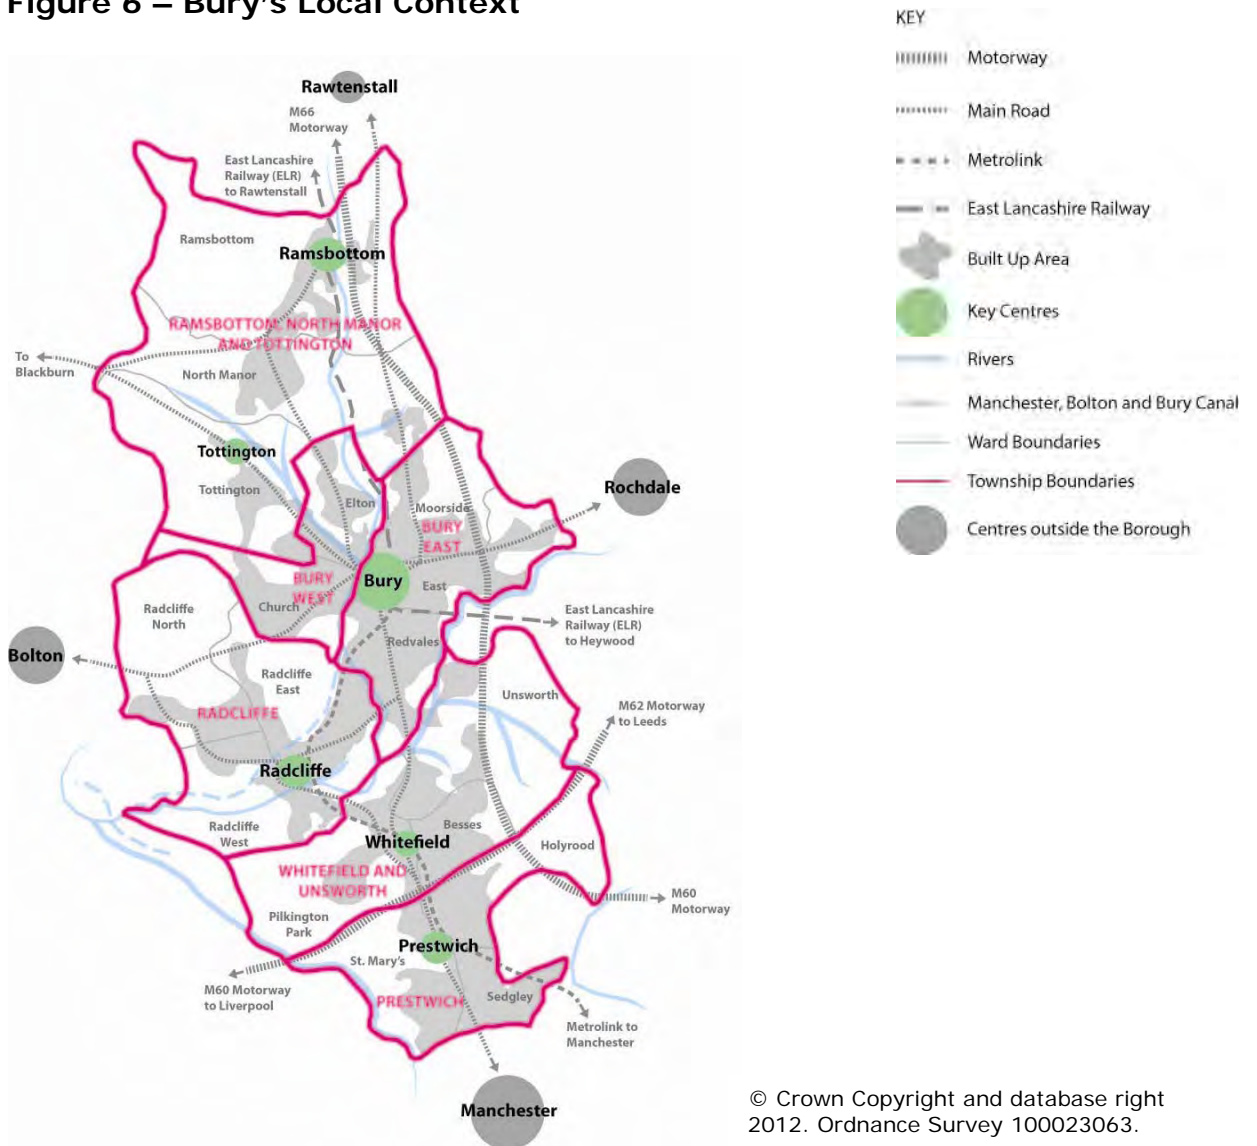 Figure 6 – Bury's Local Context
KEY
Motorway
Main Road
Metrolink
East Lancashire Railway
Built Up Area
Key Centres
Rivers
Manchester, Bolton and Bury Canal
Ward Boundaries
Township Boundaries
Centres outside the Borough
Rawtenstall
M66
Motorway
East Lancashire
Railway (ELR)
to Rawtenstall
Ramsbottom
Ramsbottom
RAMSBOTTOM, NORTH MANOR
AND TOTTINGTON
To
Blackburn
North Manor
Tottington
Tottington
Elton
Moorside
Rochdale
BURY
EAST
BURY
WEST
Bury
East
Church
Radcliffe
North
East Lancashire
Railway (ELR)
to Heywood
Redvales
Bolton
Radcliffe
East
Unsworth
RADCLIFFE
M62 Motorway
to Leeds
Radcliffe
Radcliffe
West
Besses
Whitefield
Holyrood
WHITEFIELD AND
UNSWORTH
M60
Motorway
Pilkington
Park
Prestwich
St. Mary's
M60 Motorway
to Liverpool
PRESTWICH
Sedgley
Metrolink to
Manchester
Manchester
© Crown Copyright and database right
2012. Ordnance Survey 100023063.